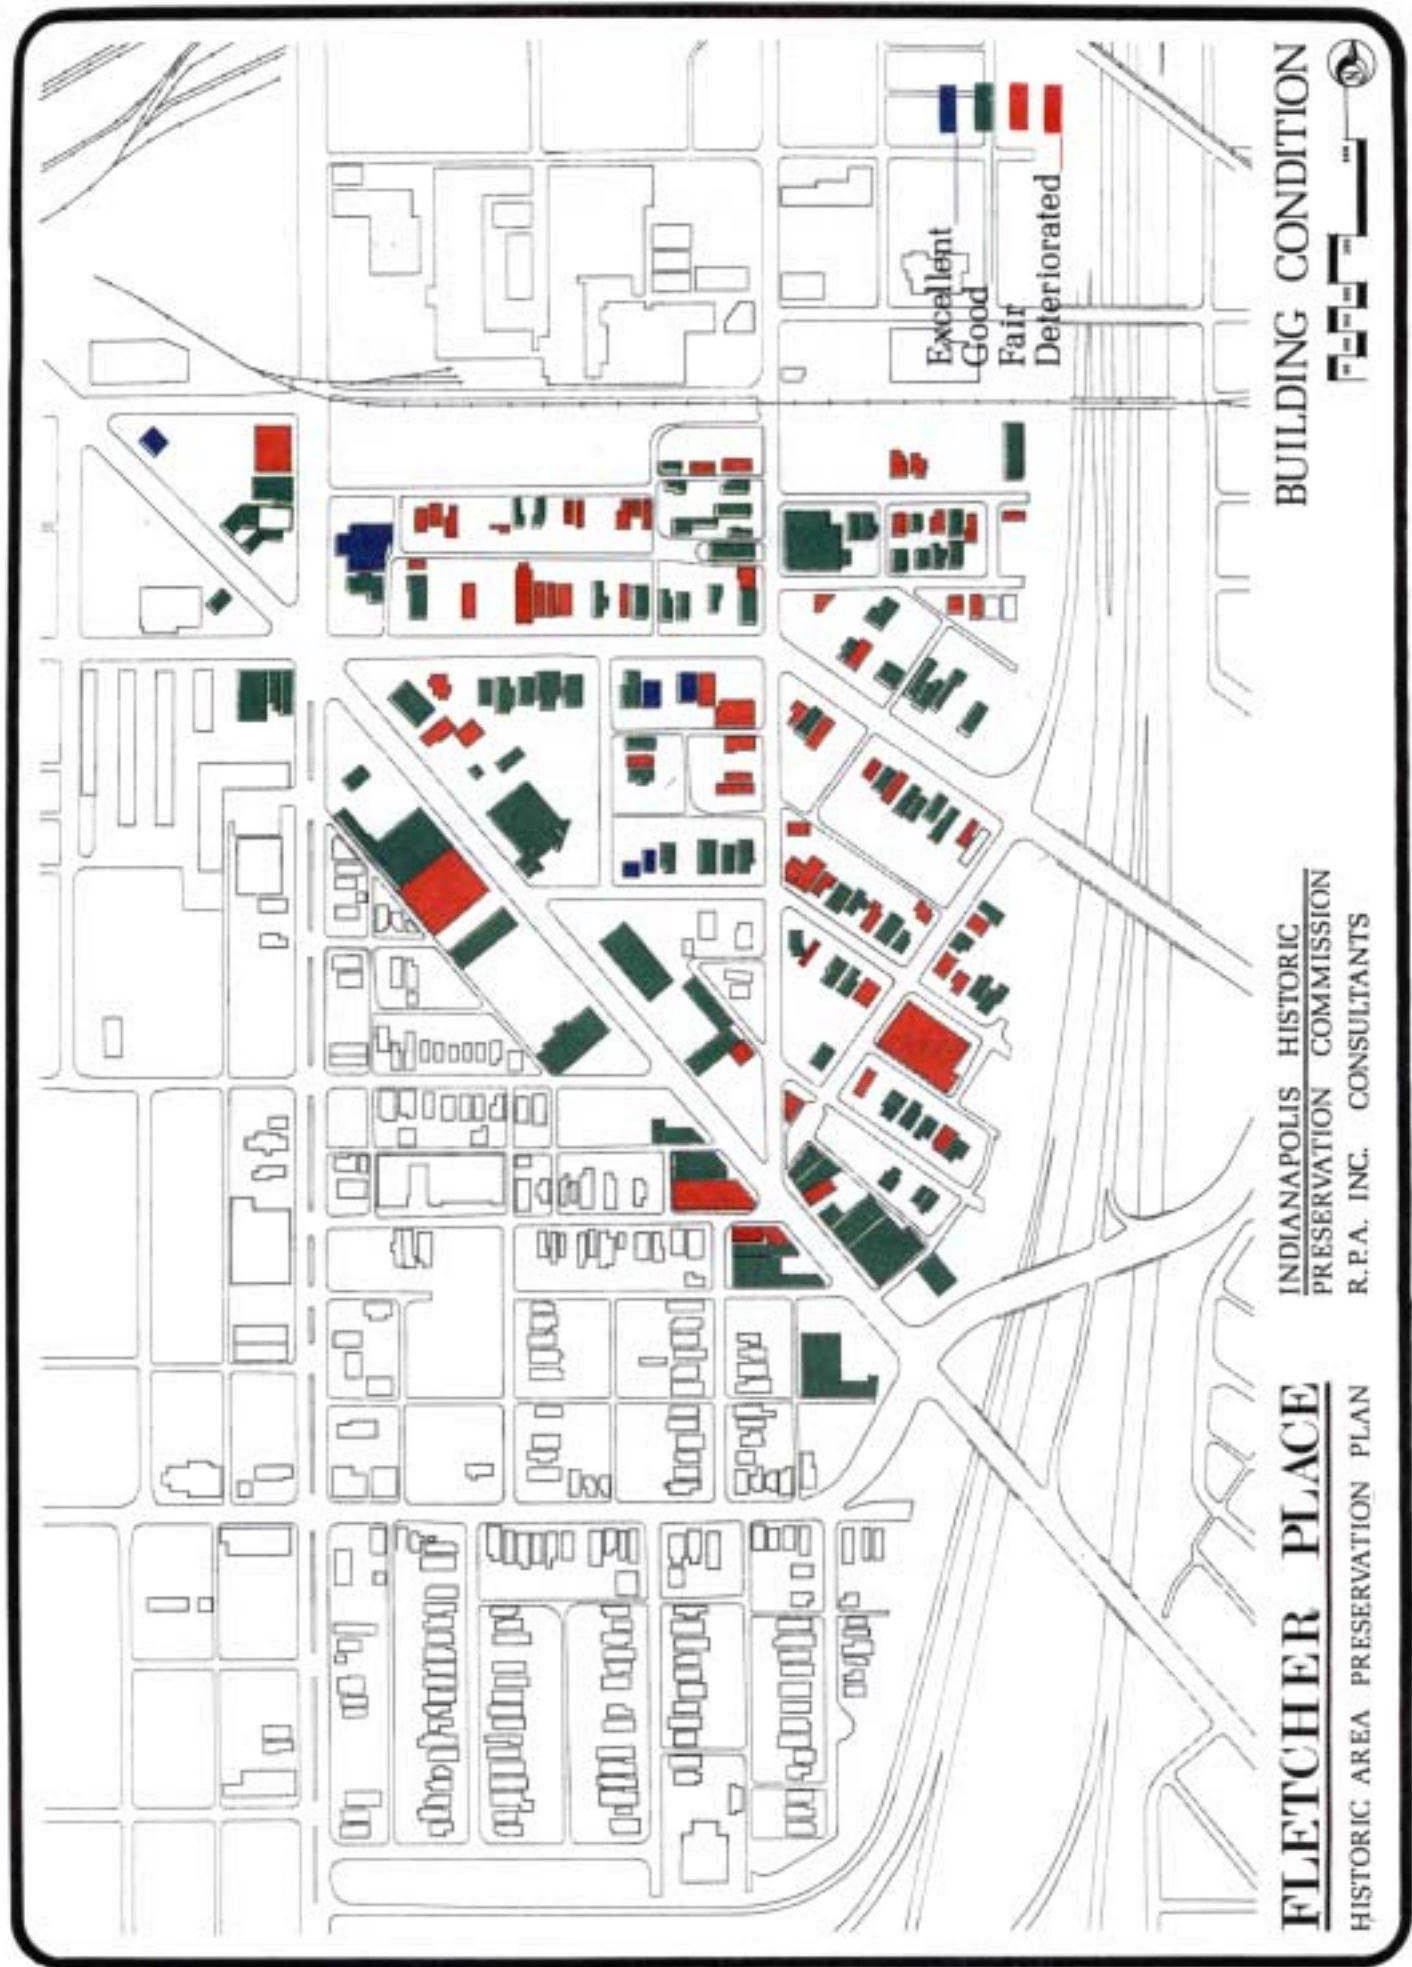 FLETCHER PLACE
HISTORIC AREA PRESERVATION PLAN
INDIANAPOLIS HISTORIC
PRESERVATION COMMISSION
R.P.A. INC. CONSULTANTS
BUILDING CONDITION
Excellent
Good
Fair
Deteriorated
N